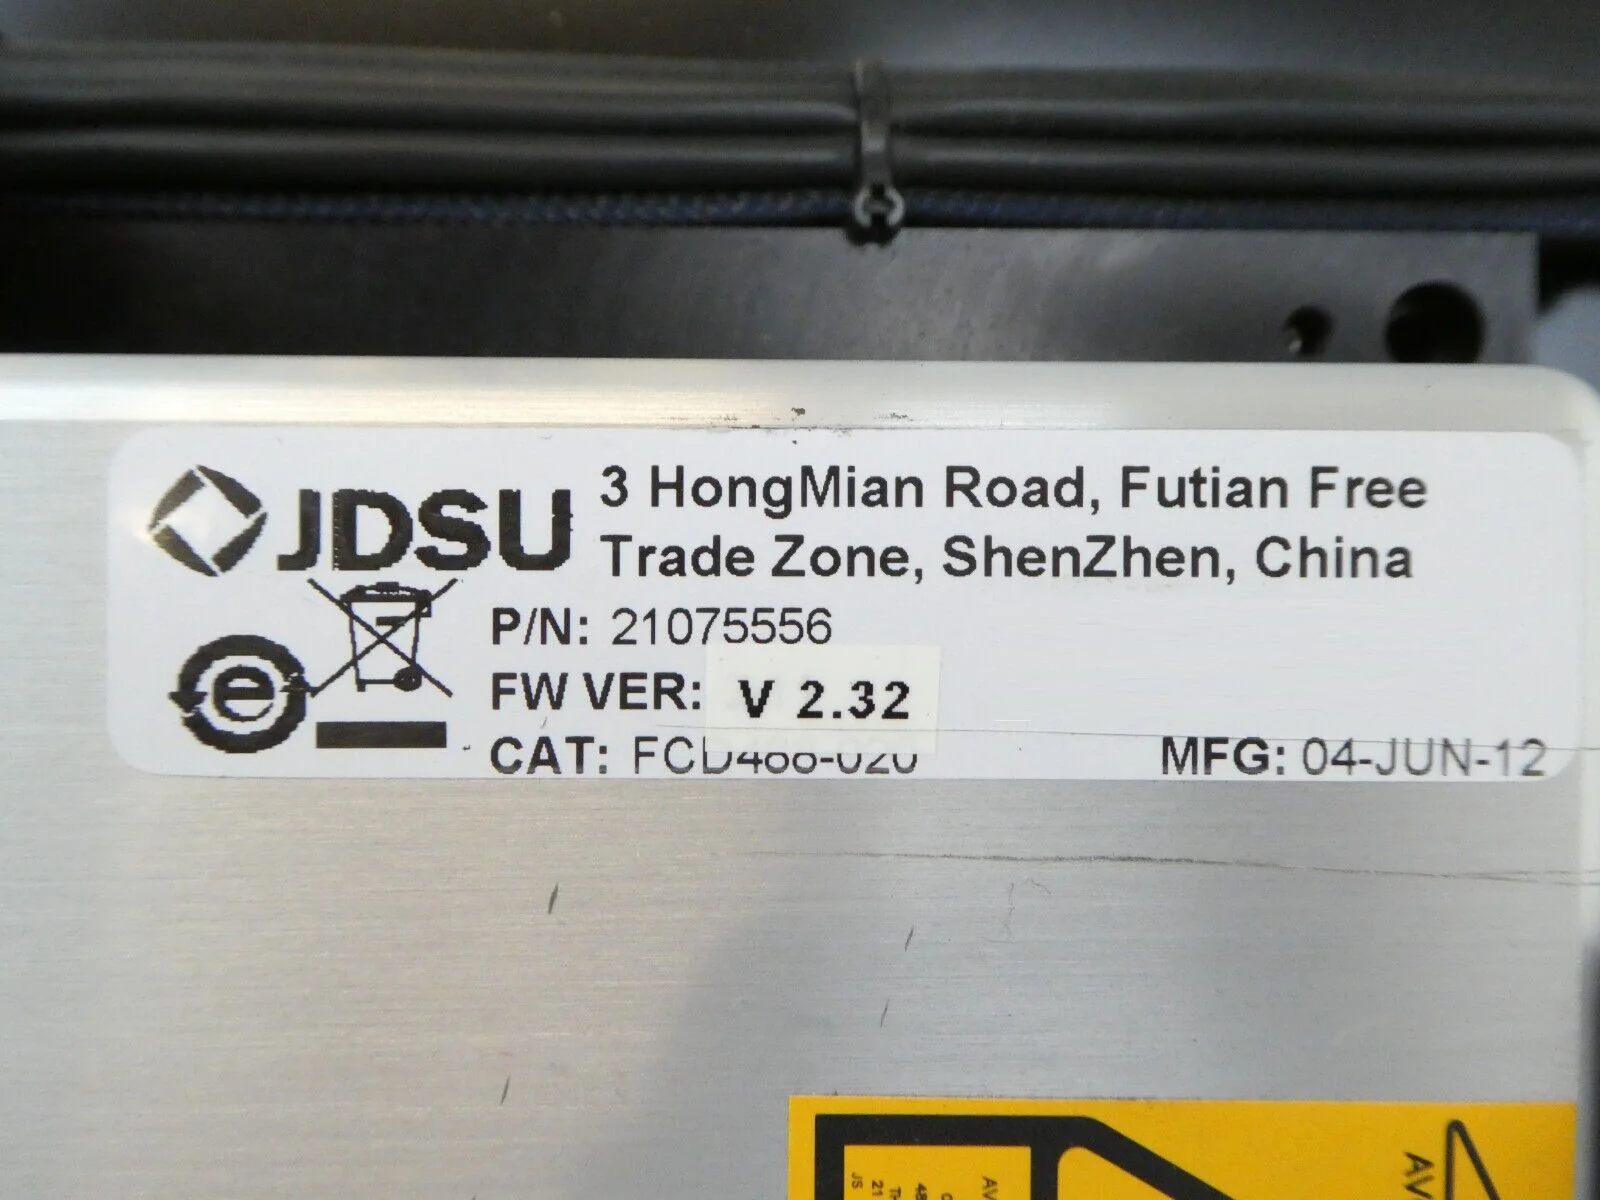 JDSU
3 HongMian Road, Futian Free
Trade Zone, ShenZhen, China
P/N: 21075556
FW VER: V 2.32
CAT: FCD488-020
MFG: 04-JUN-12
e